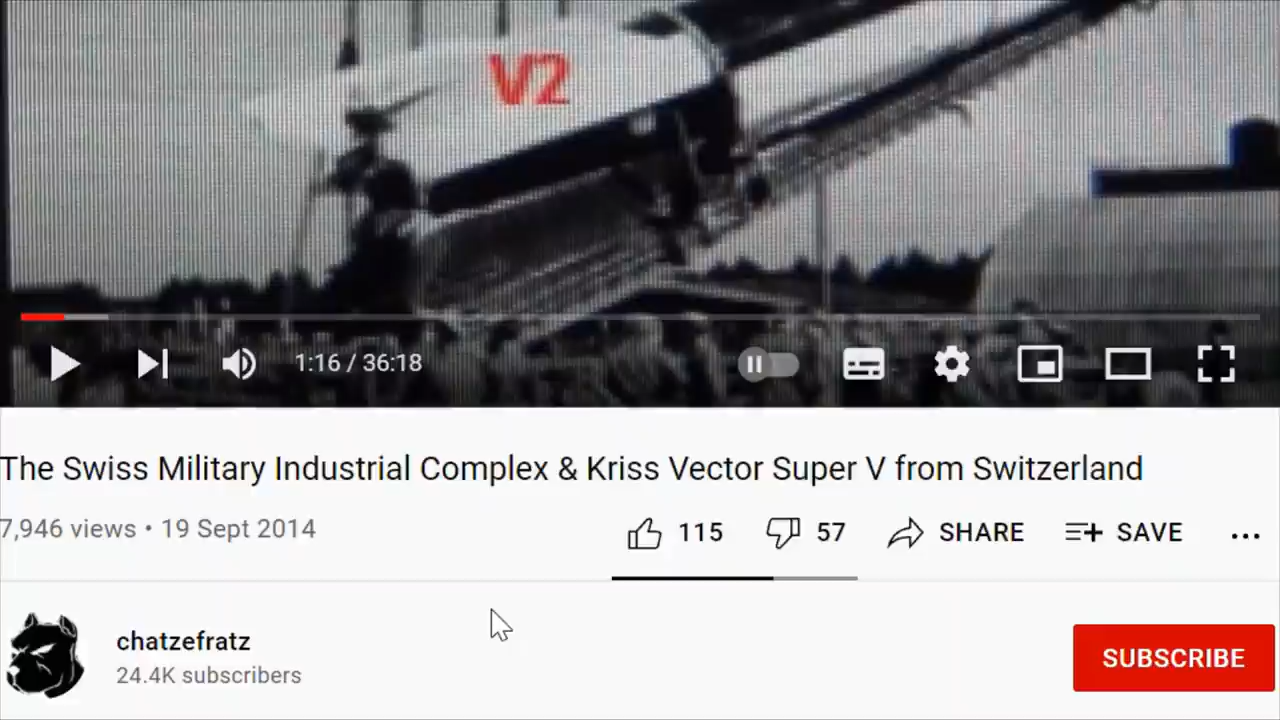 V2
1:16 / 36:18
The Swiss Military Industrial Complex & Kriss Vector Super V from Switzerland
7,946 views • 19 Sept 2014
115
57
SHARE
SAVE
chatzefratz
24.4K subscribers
SUBSCRIBE